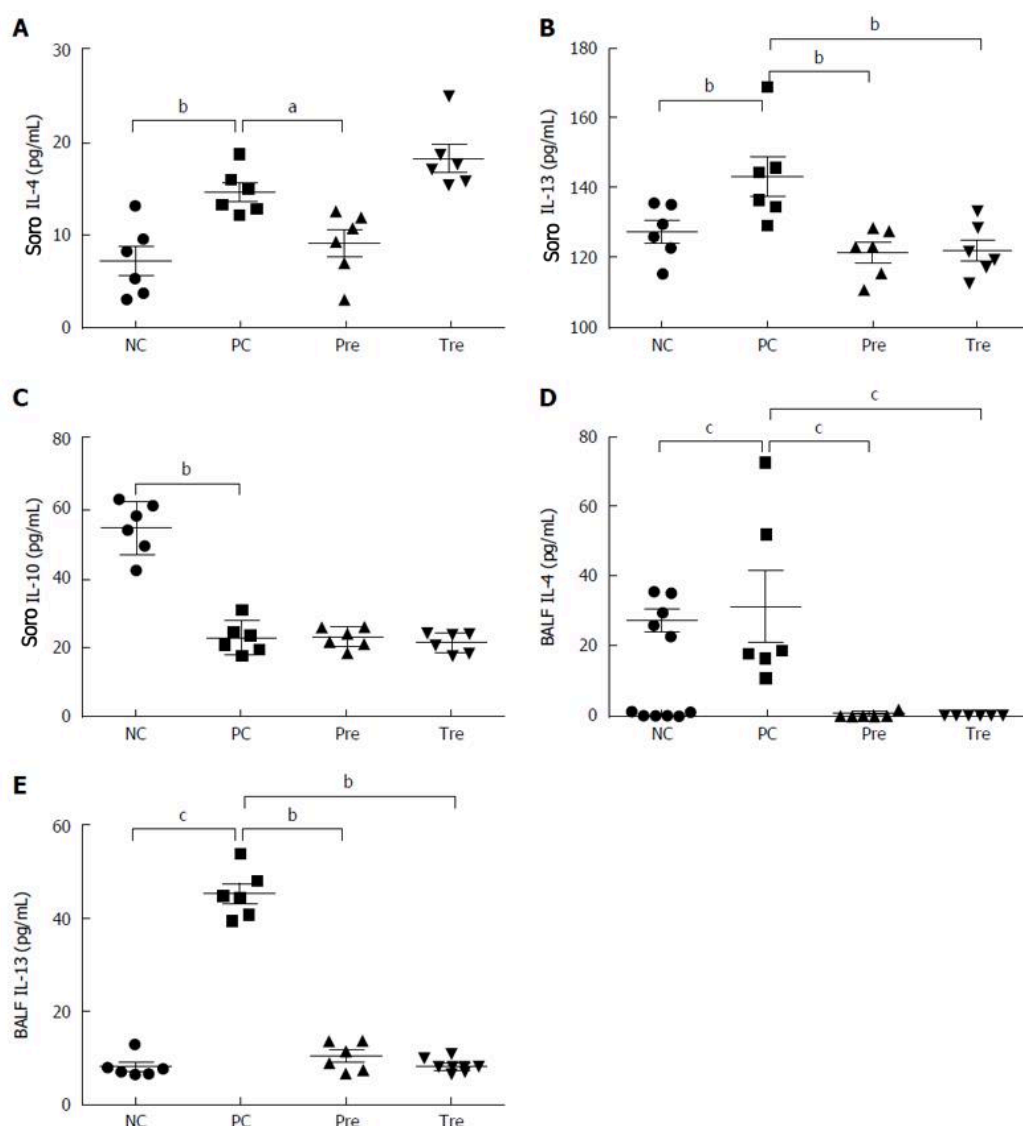 A
30
20
10
0
Soro IL-4 (pg/mL)
b
a
NC PC Pre Tre
B
180
160
140
120
100
Soro IL-13 (pg/mL)
b
b
b
NC PC Pre Tre
C
80
60
40
20
0
Soro IL-10 (pg/mL)
b
NC PC Pre Tre
D
80
60
40
20
0
BALF IL-4 (pg/mL)
c
c
c
NC PC Pre Tre
E
60
40
20
0
BALF IL-13 (pg/mL)
b
c
b
NC PC Pre Tre